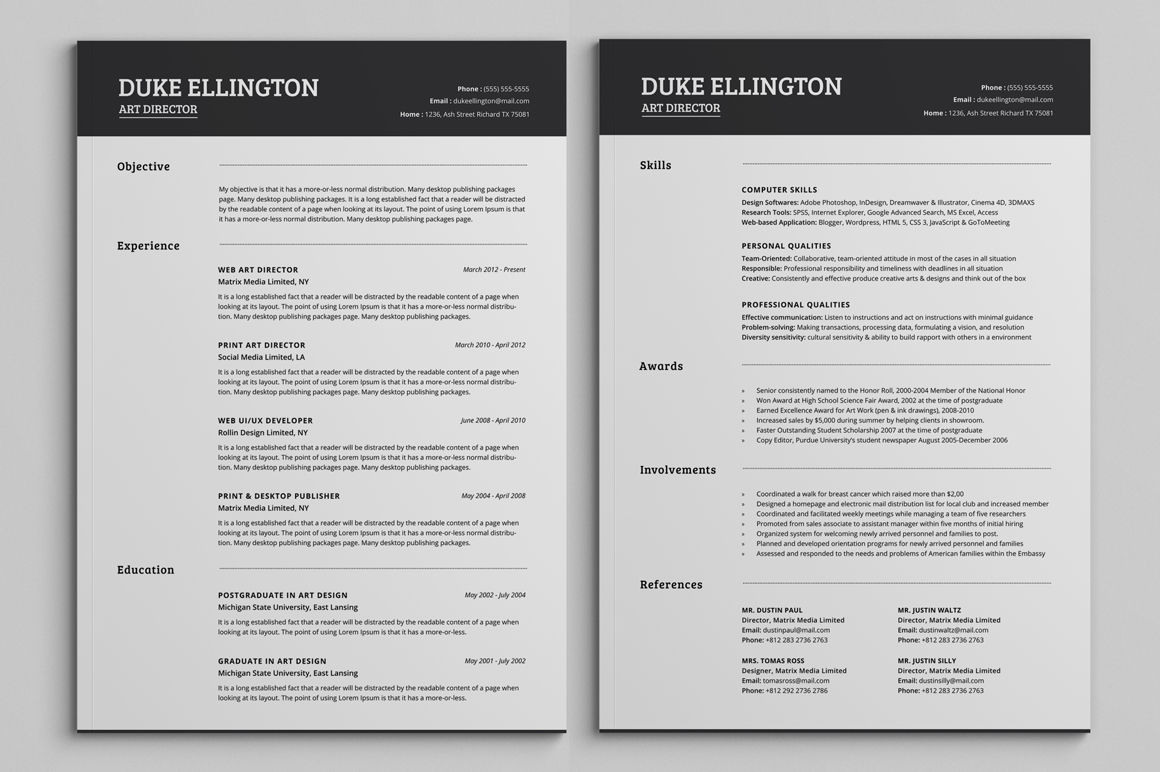 DUKE ELLINGTON
ART DIRECTOR
Phone : (555) 555-5555
Email : dukeellington@mail.com
Home : 1236, Ash Street Richard TX 75081
Objective
My objective is that it has a more-or-less normal distribution. Many desktop publishing packages
page. Many desktop packages. It is a long established fact that a reader will be distracted
by the readable content of a page when looking at its layout. The point of using Lorem Ipsum is that
it has a more-or-less normal distribution. Many desktop publishing packages page.
Experience
WEB ART DIRECTOR
March 2012 - Present
Matrix Media Limited, NY
It is a long established fact that a reader will be distracted by the readable content of a page when
looking at its layout. The point of using Lorem Ipsum is that it has a more-or-less normal distribu-
tion. Many desktop publishing packages page. Many desktop publishing packages.
PRINT ART DIRECTOR
March 2010 - April 2012
Social Media Limited, LA
It is a long established fact that a reader will be distracted by the readable content of a page when
looking at its layout. The point of using Lorem Ipsum is that it has a more-or-less normal distribu-
tion. Many desktop publishing packages page. Many desktop publishing packages.
WEB UI/UX DEVELOPER
June 2008 - April 2010
Rollin Design Limited, NY
It is a long established fact that a reader will be distracted by the readable content of a page when
looking at its layout. The point of using Lorem Ipsum is that it has a more-or-less normal distribu-
tion. Many desktop publishing packages page. Many desktop publishing packages.
PRINT & DESKTOP PUBLISHER
May 2004 - April 2008
Matrix Media Limited, NY
It is a long established fact that a reader will be distracted by the readable content of a page when
looking at its layout. The point of using Lorem Ipsum is that it has a more-or-less normal distribu-
tion. Many desktop publishing packages page. Many desktop publishing packages.
Education
POSTGRADUATE IN ART DESIGN
May 2002 - July 2004
Michigan State University, East Lansing
It is a long established fact that a reader will be distracted by the readable content of a page when
looking at its layout. The point of using Lorem Ipsum is that it has a more-or-less.
GRADUATE IN ART DESIGN
May 2001 - July 2002
Michigan State University, East Lansing
It is a long established fact that a reader will be distracted by the readable content of a page when
looking at its layout. The point of using Lorem Ipsum is that it has a more-or-less.
DUKE ELLINGTON
ART DIRECTOR
Phone : (555) 555-5555
Email : dukeellington@mail.com
Home : 1236, Ash Street Richard TX 75081
Skills
COMPUTER SKILLS
Design Softwares: Adobe Photoshop, InDesign, Dreamwaver & Illustrator, Cinema 4D, 3DMAXS
Research Tools: SPSS, Internet Explorer, Google Advanced Search, MS Excel, Access
Web-based Application: Blogger, Wordpress, HTML 5, CSS 3, JavaScript & GoToMeeting
PERSONAL QUALITIES
Team-Oriented: Collaborative, team-oriented attitude in most of the cases in all situation
Responsible: Professional responsibility and timeliness with deadlines in all situation
Creative: Consistently and effective produce creative arts & designs and think out of the box
PROFESSIONAL QUALITIES
Effective communication: Listen to instructions and act on instructions with minimal guidance
Problem-solving: Making transactions, processing data, formulating a vision, and resolution
Diversity sensitivity: cultural sensitivity & ability to build rapport with others in a environment
Awards
» Senior consistently named to the Honor Roll, 2000-2004 Member of the National Honor
» Won Award at High School Science Fair Award, 2002 at the time of postgraduate
» Earned Excellence Award for Art Work (pen & ink drawings), 2008-2010
» Increased sales by $5,000 during summer by helping clients in showroom.
» Faster Outstanding Student Scholarship 2007 at the time of postgraduate
» Copy Editor, Purdue University's student newspaper August 2005-December 2006
Involvements
» Coordinated a walk for breast cancer which raised more than $2,00
» Designed a homepage and electronic mail distribution list for local club and increased member
» Coordinated and facilitated weekly meetings while managing a team of five researchers
» Promoted from sales associate to assistant manager within five months of initial hiring
» Organized system for welcoming newly arrived personnel and families to post.
» Planned and developed orientation programs for newly arrived personnel and families
» Assessed and responded to the needs and problems of American families within the Embassy
References
MR. DUSTIN PAUL
Director, Matrix Media Limited
Email: dustinpaul@mail.com
Phone: +812 283 2736 2763
MR. JUSTIN WALTZ
Director, Matrix Media Limited
Email: dustinwaltz@mail.com
Phone: +812 283 2736 2763
MRS. TOMAS ROSS
Designer, Matrix Media Limited
Email: tomasross@mail.com
Phone: +812 292 2736 2786
MR. JUSTIN SILLY
Director, Matrix Media Limited
Email: dustinsilly@mail.com
Phone: +812 283 2736 2763